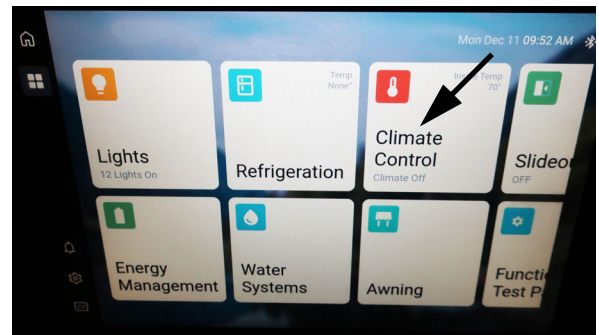 Mon Dec 11 09:52 AM
Lights
12 Lights On
Temp
None°
Refrigeration
Temp
70°
Climate
Control
Climate Off
OFF
Energy
Management
Water
Systems
Awning
Test